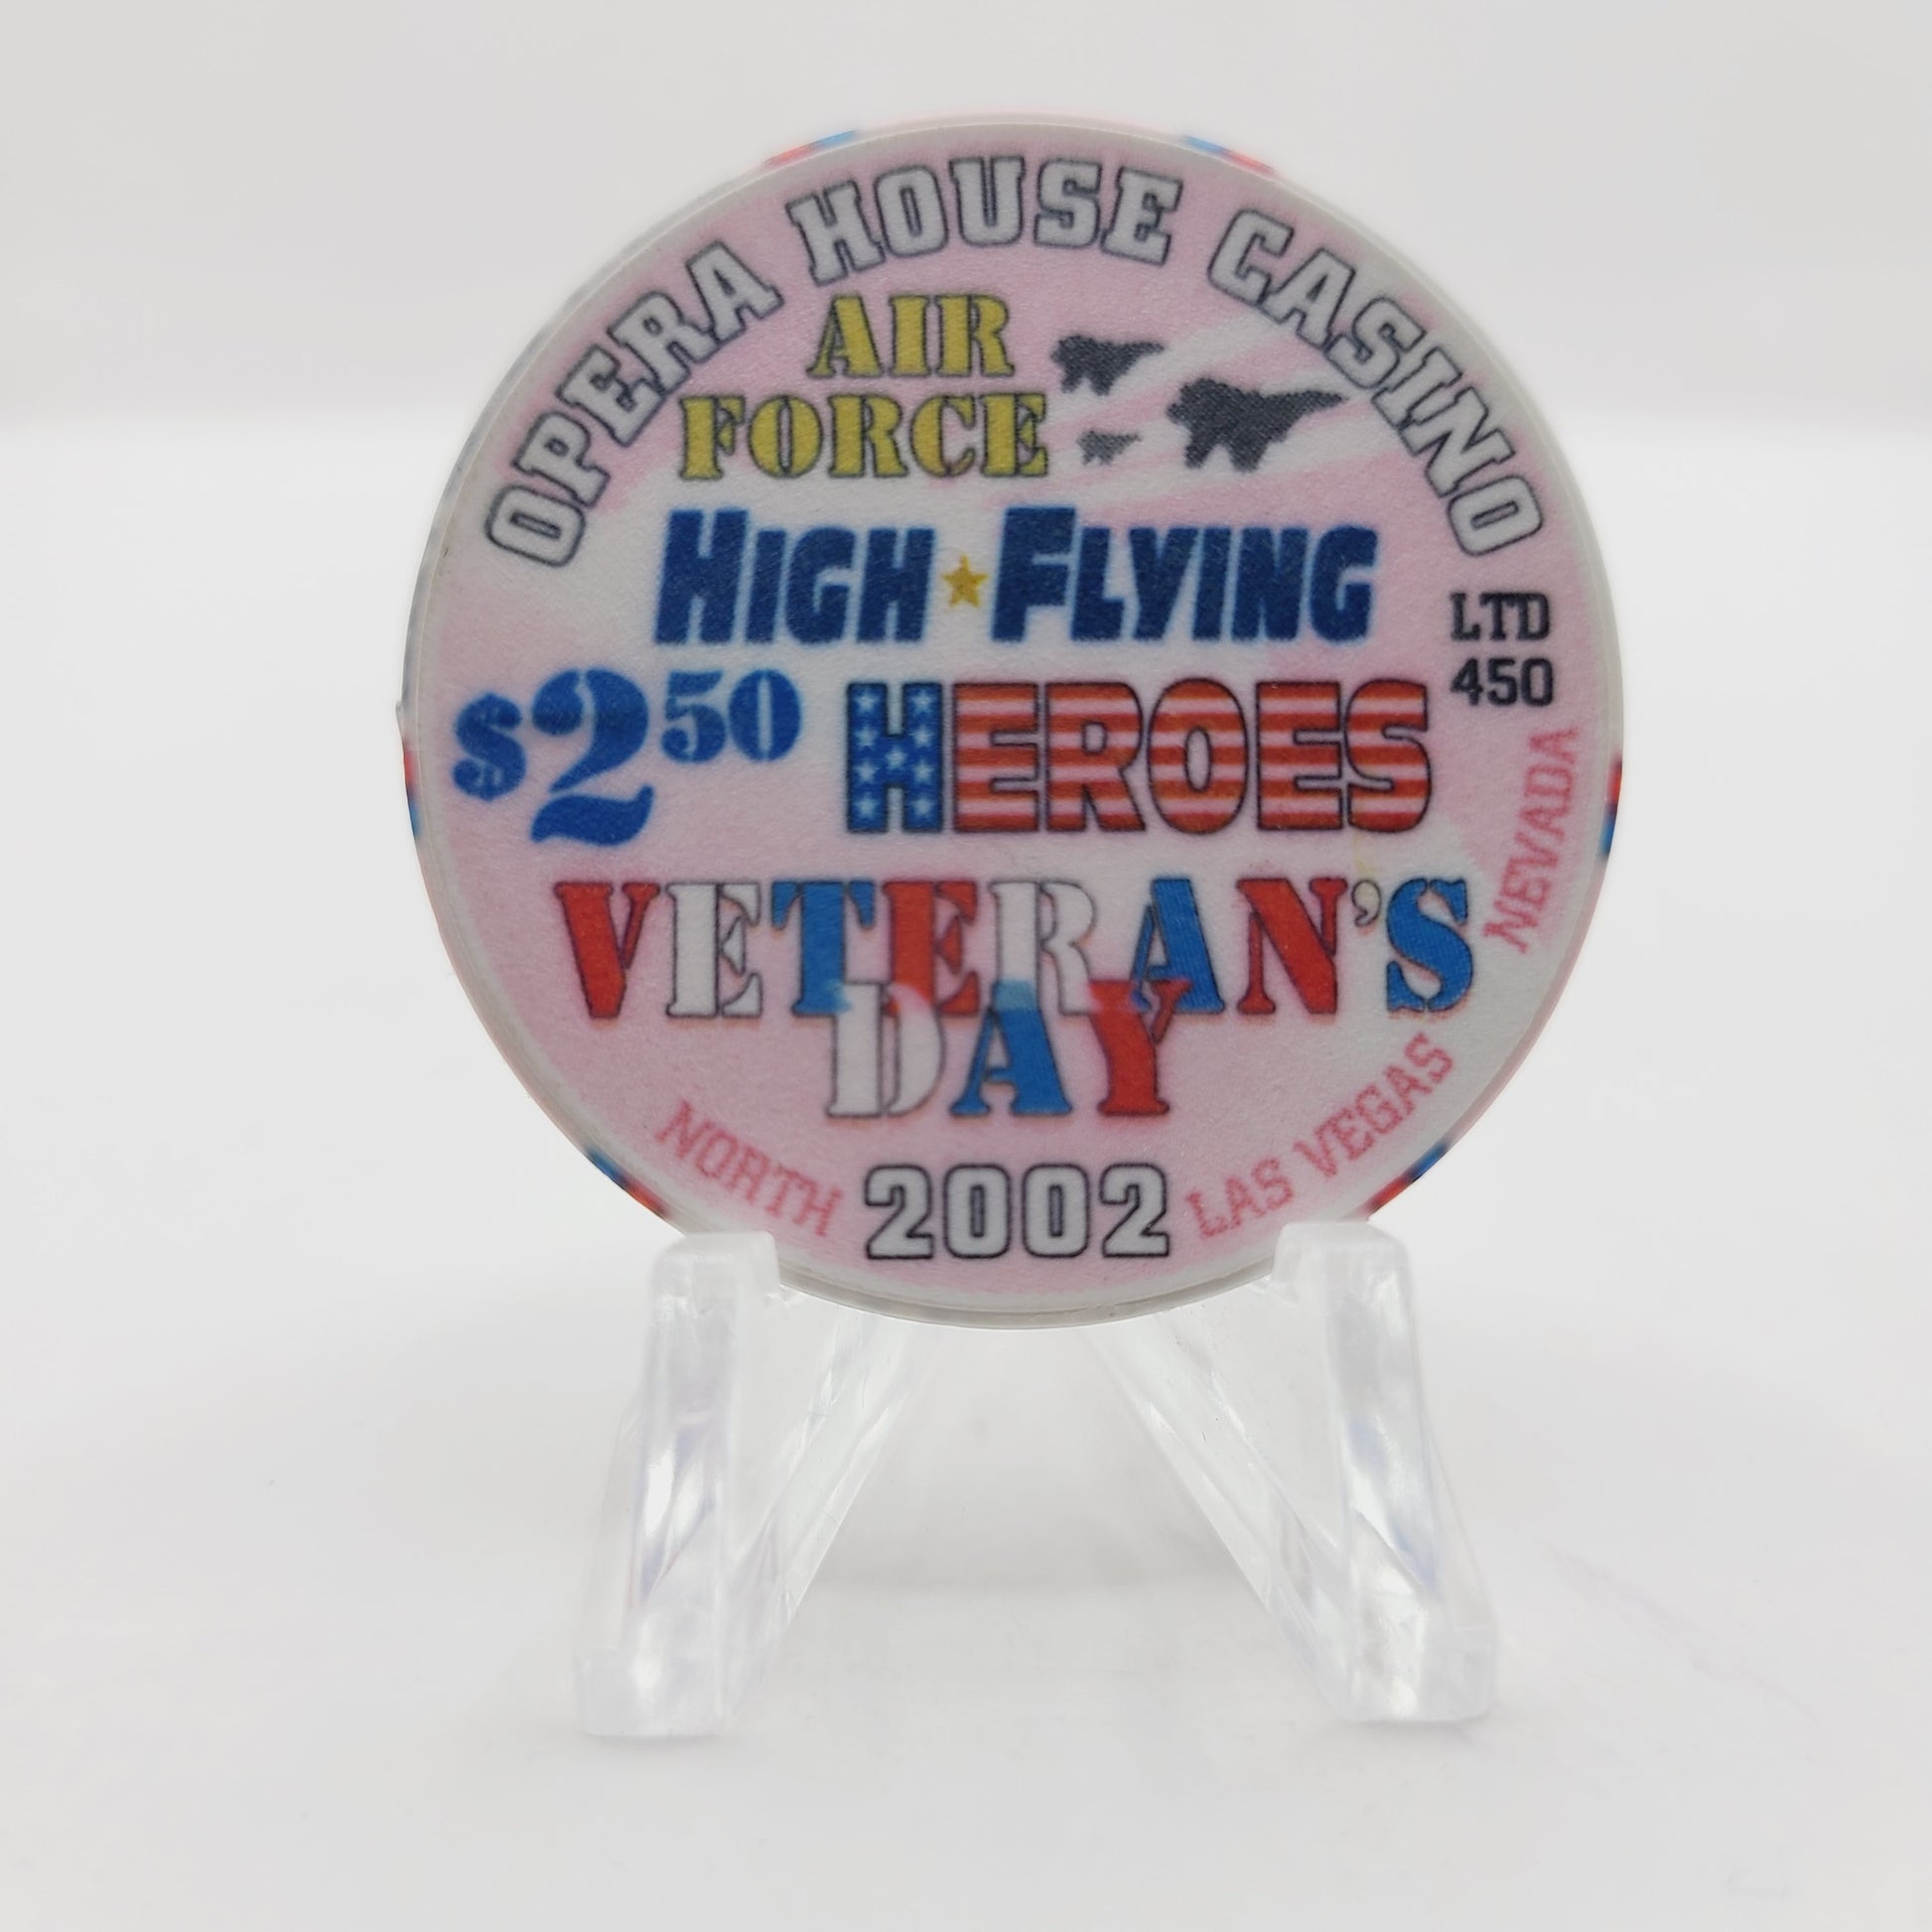 OPERA HOUSE CASINO
AIR
FORCE
HIGH★FLYING
LTD
450
$2.50 HEROES
NEVADA
VETERAN'S
DAY
NORTH 2002 LAS VEGAS